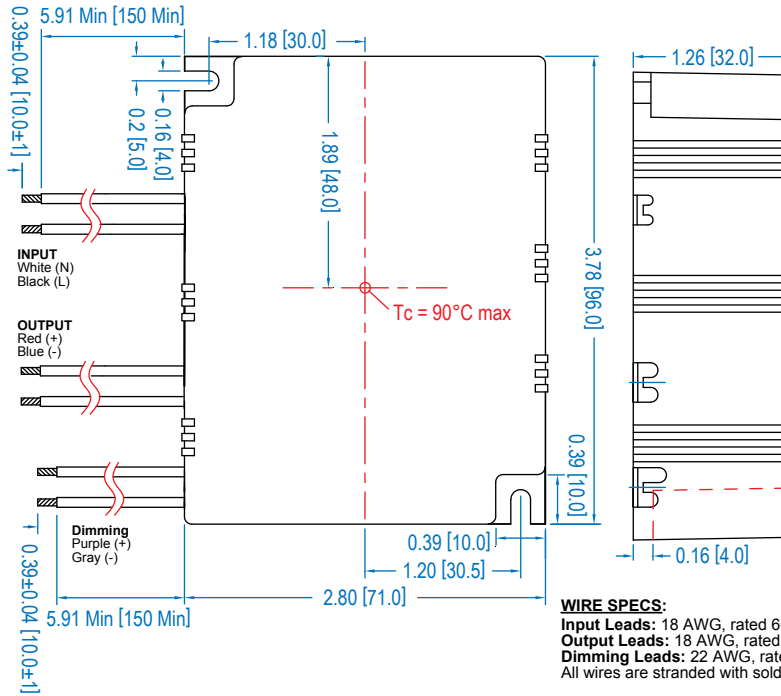 5.91 Min [150 Min]
0.39±0.04 [10.0±1]
1.18 [30.0]
1.26 [32.0]
0.16 [4.0]
0.2 [5.0]
1.89 [48.0]
INPUT
White (N)
Black (L)
3.78 [96.0]
Tc = 90°C max
OUTPUT
Red (+)
Blue (-)
0.39 [10.0]
Dimming
Purple (+)
Gray (-)
0.39 [10.0]
0.16 [4.0]
1.20 [30.5]
0.39±0.04 [10.0±1]
5.91 Min [150 Min]
2.80 [71.0]
WIRE SPECS:
Input Leads: 18 AWG, rated 6
Output Leads: 18 AWG, rated
Dimming Leads: 22 AWG, rate
All wires are stranded with sold